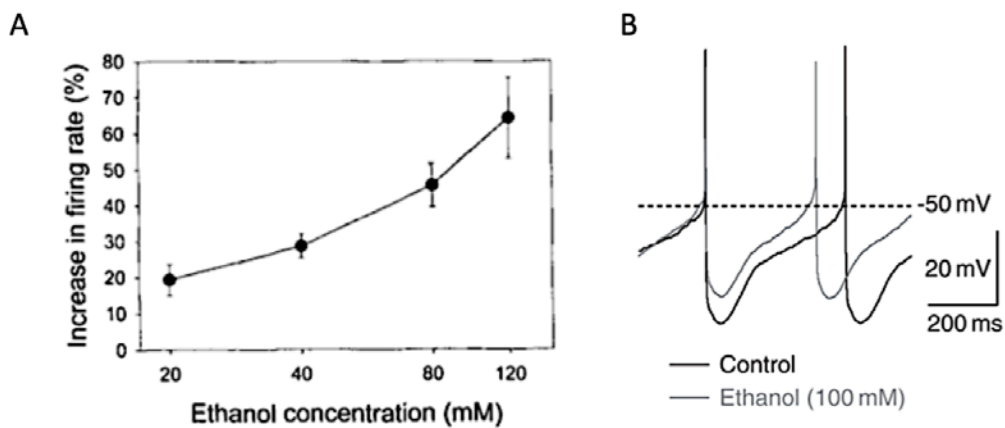 A
Increase in firing rate (%)
80
70
60
50
40
30
20
10
0
20 40 80 120
Ethanol concentration (mM)
B
-50 mV
20 mV
200 ms
Control
Ethanol (100 mM)